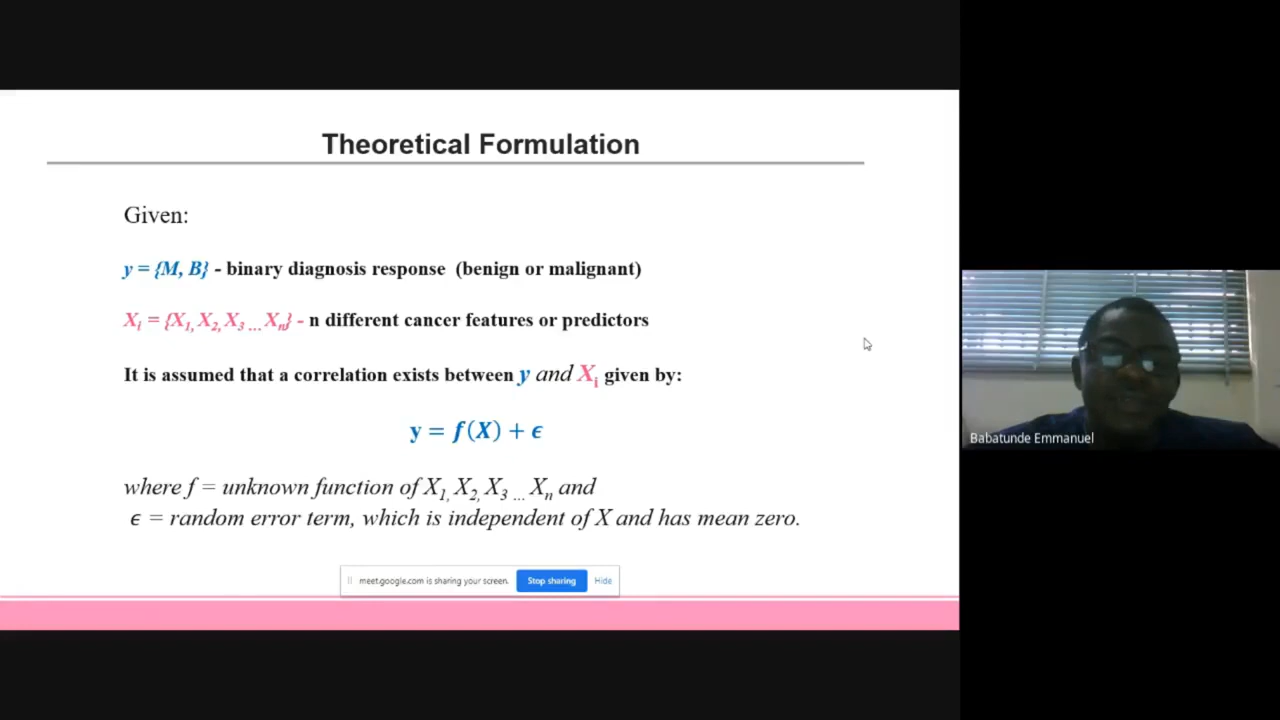 Theoretical Formulation
Given:
y = {M, B} - binary diagnosis response (benign or malignant)
Xi = {X1, X2, X3 ... Xn} - n different cancer features or predictors
It is assumed that a correlation exists between y and Xi given by:
y = f(X) + ϵ
where f = unknown function of X1, X2, X3 ... Xn and
ϵ = random error term, which is independent of X and has mean zero.
meet.google.com is sharing your screen. Stop sharing Hide
Babatunde Emmanuel